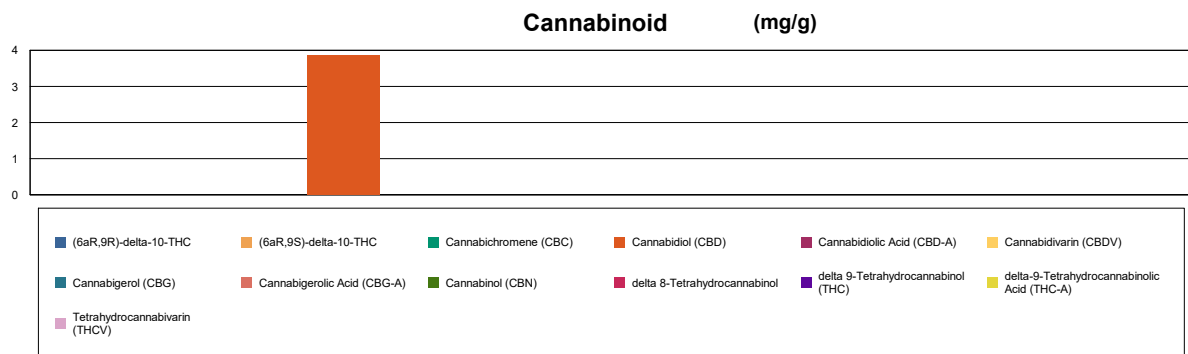 Cannabinoid (mg/g)
4
3
2
1
0
(6aR,9R)-delta-10-THC
(6aR,9S)-delta-10-THC
Cannabichromene (CBC)
Cannabidiol (CBD)
Cannabidiolic Acid (CBD-A)
Cannabidivarin (CBDV)
Cannabigerol (CBG)
Cannabigerolic Acid (CBG-A)
Cannabinol (CBN)
delta 8-Tetrahydrocannabinol
delta 9-Tetrahydrocannabinol
(THC)
delta-9-Tetrahydrocannabinolic
Acid (THC-A)
Tetrahydrocannabivarin
(THCV)